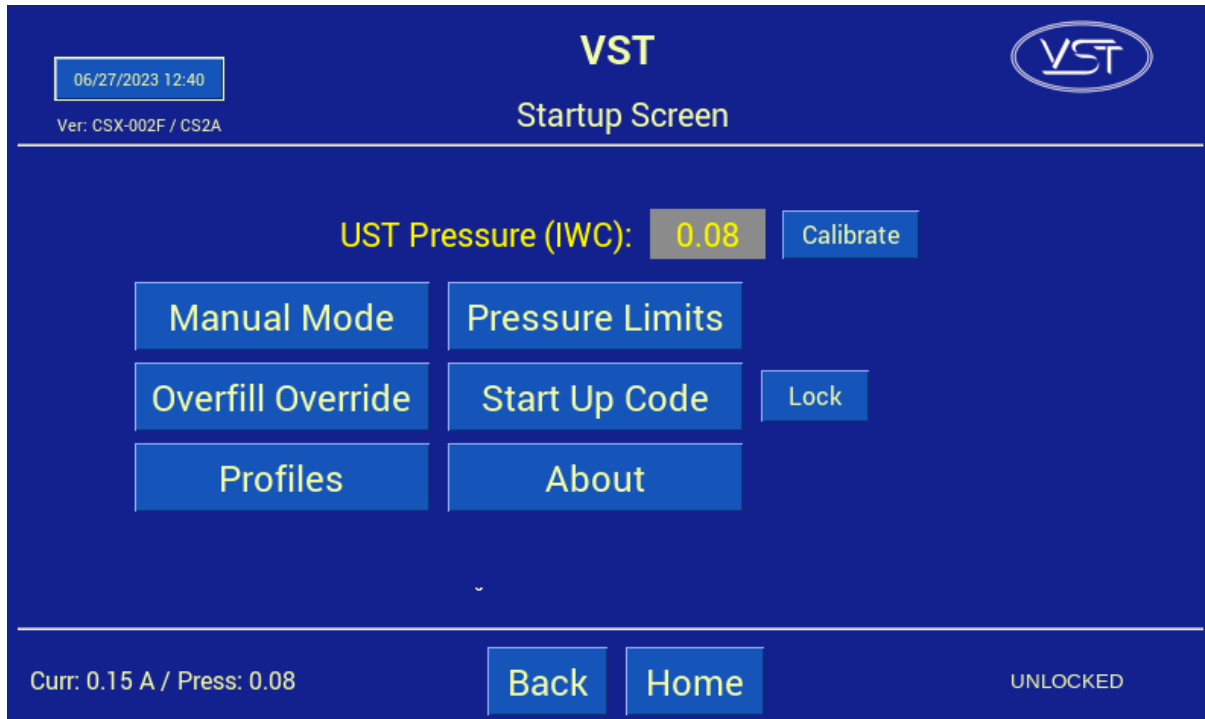 VST
VST
06/27/2023 12:40
Startup Screen
Ver: CSX-002F / CS2A
UST Pressure (IWC): 0.08 Calibrate
Manual Mode Pressure Limits
Overfill Override Start Up Code Lock
Profiles About
Curr: 0.15 A / Press: 0.08 Back Home UNLOCKED